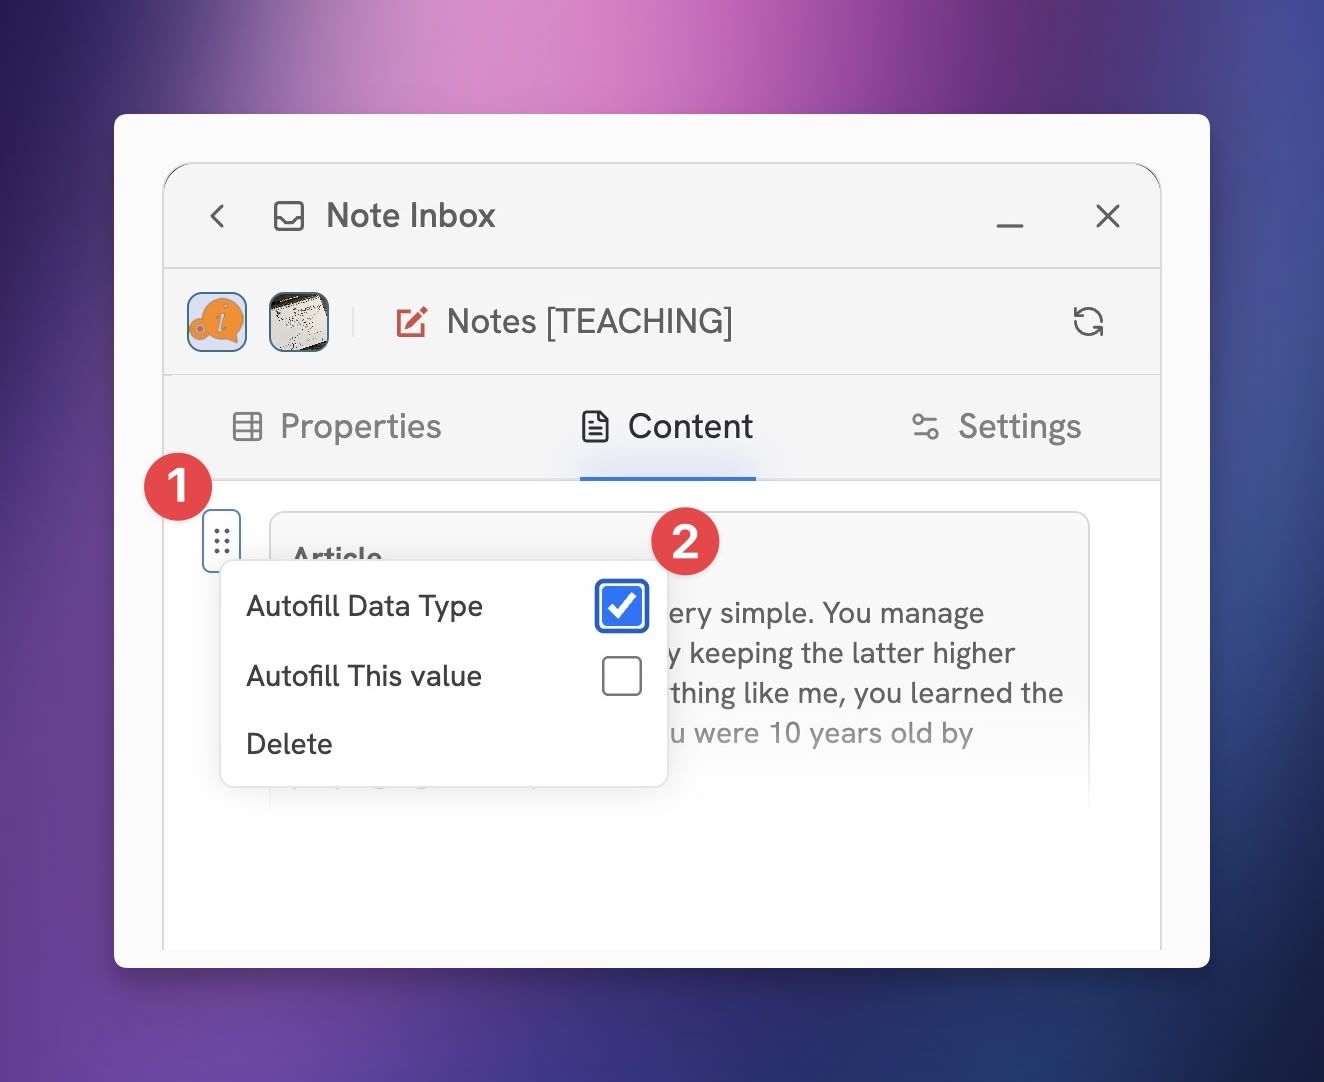 Note Inbox
i
Notes [TEACHING]
Properties
Content
Settings
1
2
Article
Autofill Data Type
ery simple. You manage
Autofill This value
y keeping the latter higher
thing like me, you learned the
Delete
u were 10 years old by